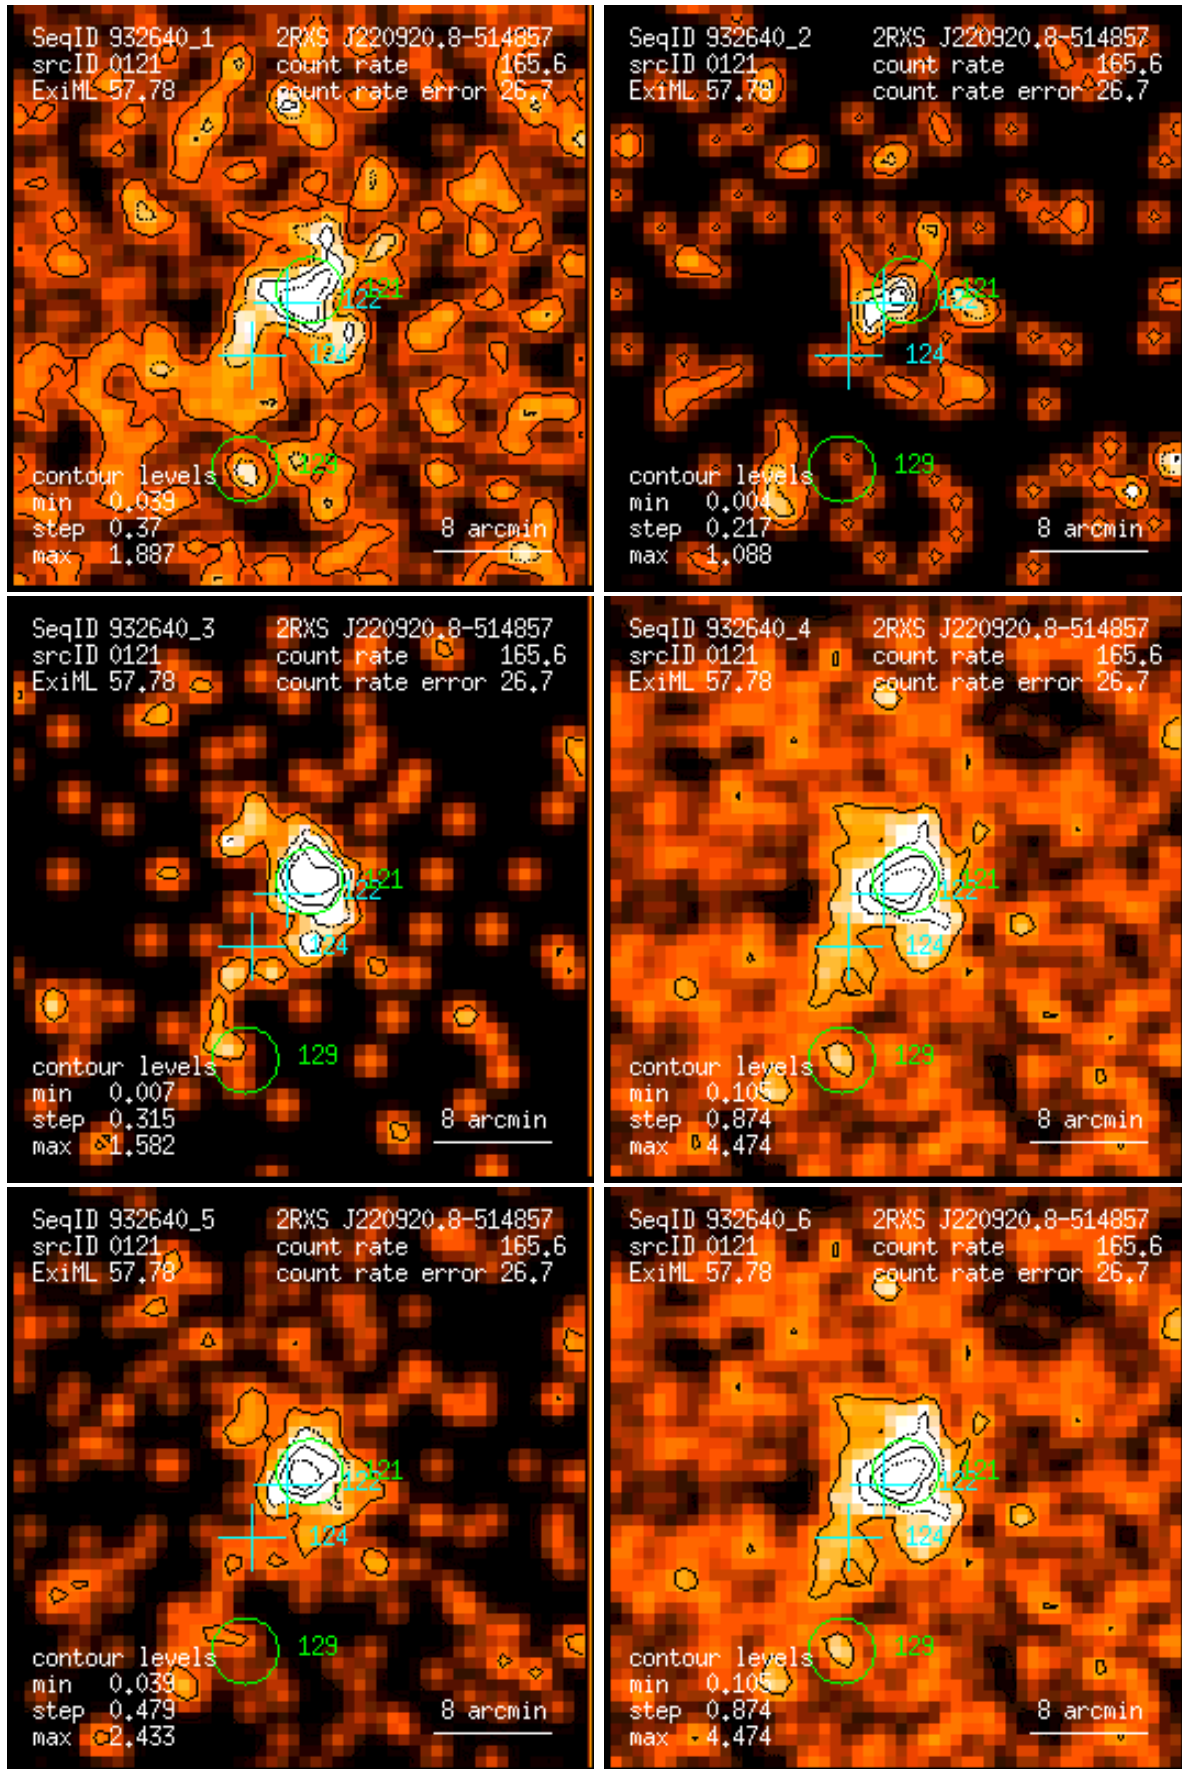 SeqID 932640_1 2RXS J220920.8-514857
srcID 0121 count rate 165.6
ExiML 57.78 count rate error 26.7
121
122
124
129
contour levels
min 0.039
step 0.37
max 1.887
8 arcmin
SeqID 932640_2 2RXS J220920.8-514857
srcID 0121 count rate 165.6
ExiML 57.78 count rate error 26.7
121
122
124
129
contour levels
min 0.004
step 0.217
max 1.088
8 arcmin
SeqID 932640_3 2RXS J220920.8-514857
srcID 0121 count rate 165.6
ExiML 57.78 count rate error 26.7
121
122
124
129
contour levels
min 0.007
step 0.315
max 1.582
8 arcmin
SeqID 932640_4 2RXS J220920.8-514857
srcID 0121 count rate 165.6
ExiML 57.78 count rate error 26.7
121
122
124
129
contour levels
min 0.105
step 0.874
max 4.474
8 arcmin
SeqID 932640_5 2RXS J220920.8-514857
srcID 0121 count rate 165.6
ExiML 57.78 count rate error 26.7
121
122
124
129
contour levels
min 0.039
step 0.479
max 2.433
8 arcmin
SeqID 932640_6 2RXS J220920.8-514857
srcID 0121 count rate 165.6
ExiML 57.78 count rate error 26.7
121
122
124
129
contour levels
min 0.105
step 0.874
max 4.474
8 arcmin